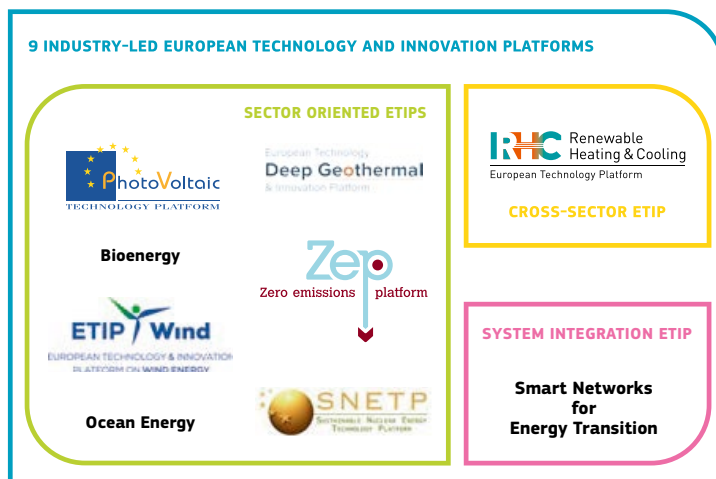 9 INDUSTRY-LED EUROPEAN TECHNOLOGY AND INNOVATION PLATFORMS
SECTOR ORIENTED ETIPS
PhotoVoltaic
TECHNOLOGY PLATFORM
European Technology
Deep Geothermal
& Innovation Platform
Bioenergy
Zep
Zero emissions platform
ETIP Wind
EUROPEAN TECHNOLOGY & INNOVATION
PLATFORM ON WIND ENERGY
Ocean Energy
SNETP
SUSTAINABLE NUCLEAR ENERGY
TECHNOLOGY PLATFORM
RHC Renewable
Heating & Cooling
European Technology Platform
CROSS-SECTOR ETIP
SYSTEM INTEGRATION ETIP
Smart Networks
for
Energy Transition